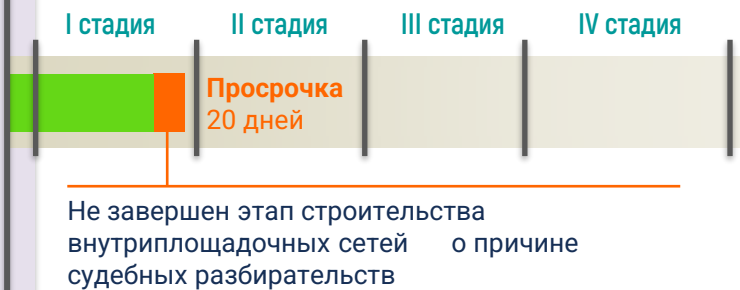 I стадия II стадия III стадия IV стадия
Просрочка
20 дней
Не завершен этап строительства
внутриплощадочных сетей о причине
судебных разбирательств